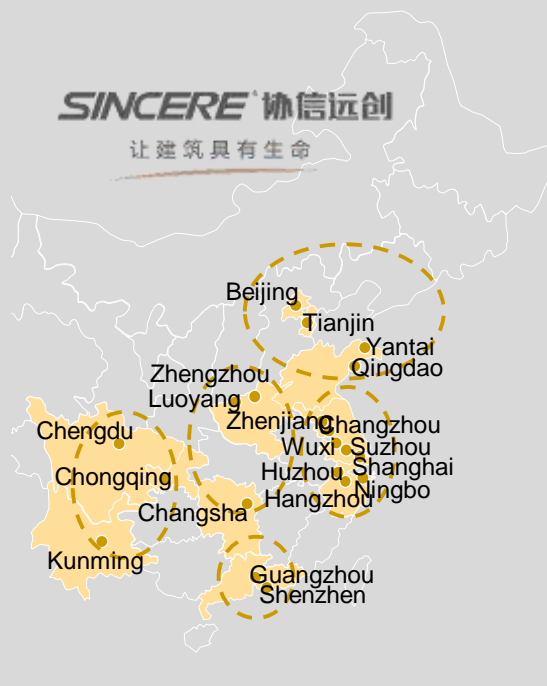 SINCERE 协信远创
让建筑具有生命
Beijing
Tianjin
Yantai
Qingdao
Zhengzhou
Luoyang
Zhenjiang
Changzhou
Wuxi
Suzhou
Shanghai
Huzhou
Hangzhou
Ningbo
Chengdu
Chongqing
Changsha
Kunming
Guangzhou
Shenzhen